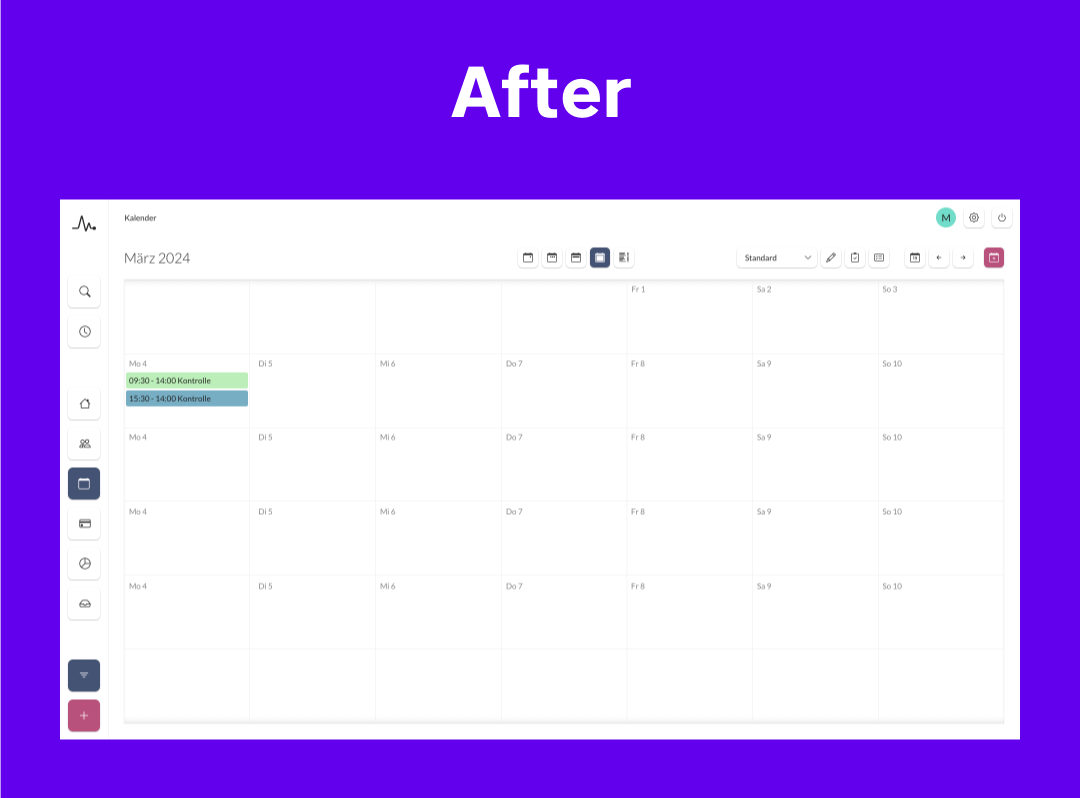 After
Kalender
M
März 2024
Standard
Fr 1
Sa 2
So 3
Mo 4
Di 5
Mi 6
Do 7
Fr 8
Sa 9
So 10
09:30 - 14:00 Kontrolle
15:30 - 14:00 Kontrolle
Mo 4
Di 5
Mi 6
Do 7
Fr 8
Sa 9
So 10
Mo 4
Di 5
Mi 6
Do 7
Fr 8
Sa 9
So 10
Mo 4
Di 5
Mi 6
Do 7
Fr 8
Sa 9
So 10